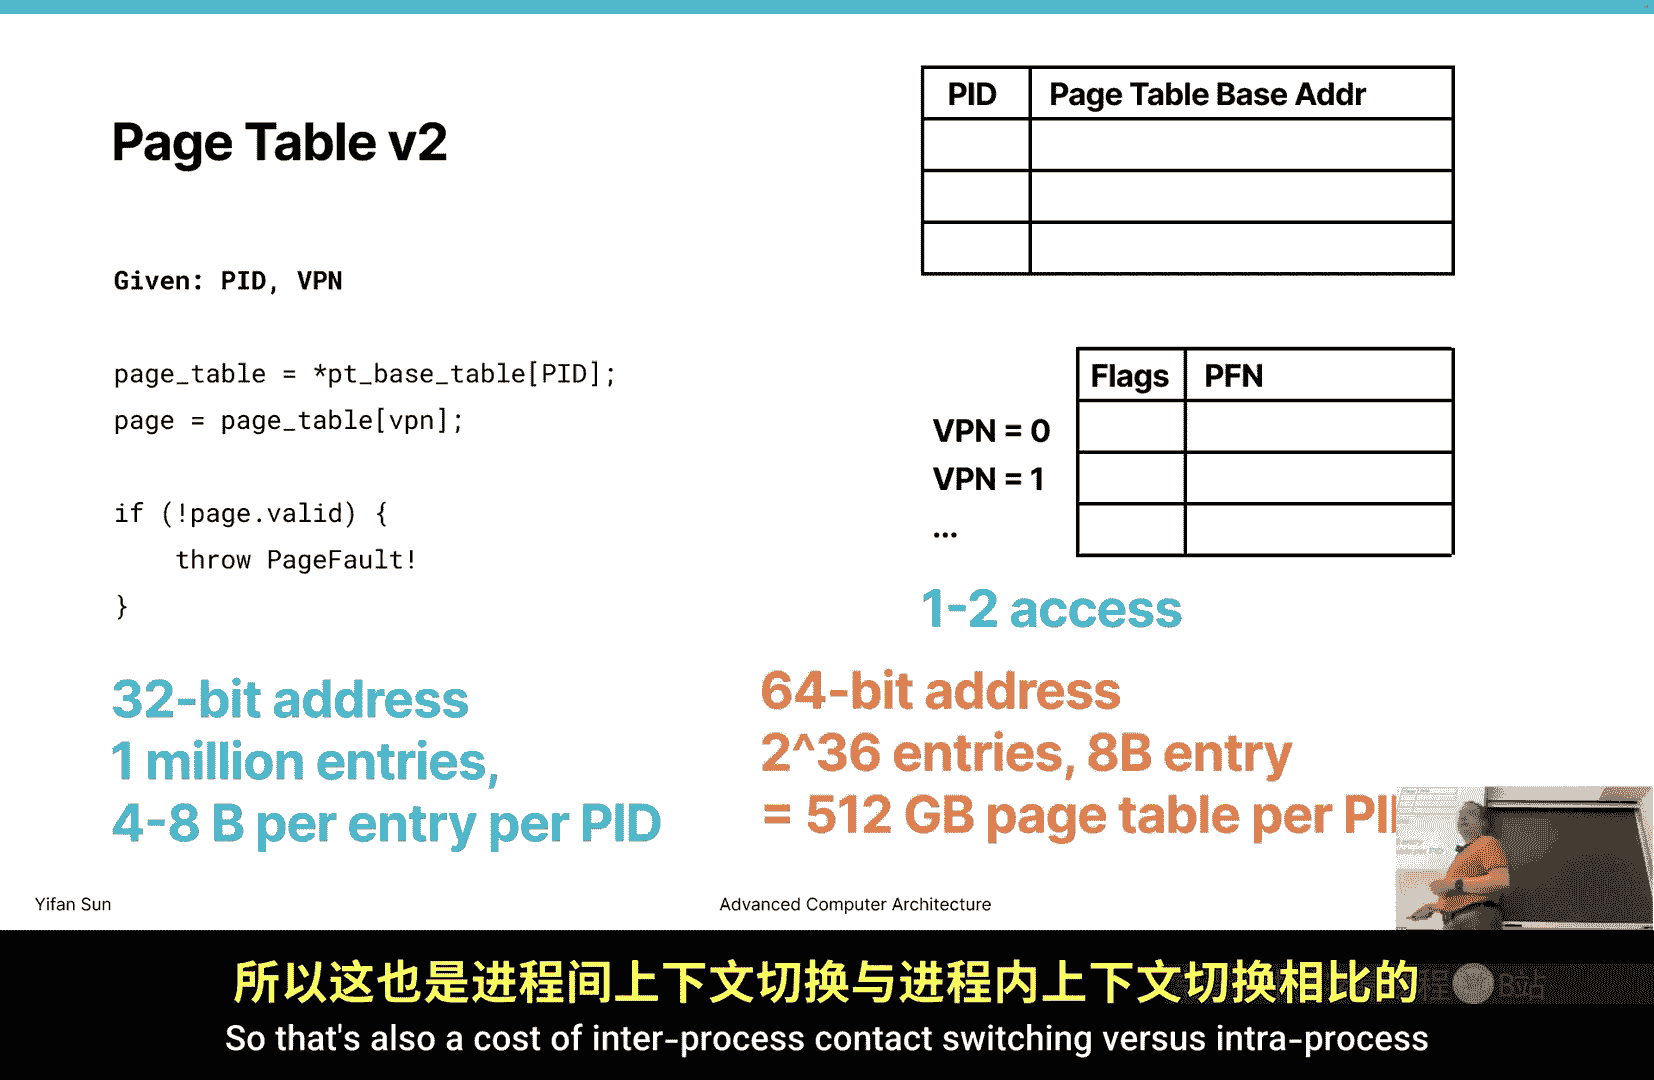 Page Table v2
PID Page Table Base Addr
Given: PID, VPN
page_table = *pt_base_table[PID];
page = page_table[vpn];
if (!page.valid) {
throw PageFault!
}
Flags PFN
VPN = 0
VPN = 1
...
1-2 access
32-bit address
1 million entries,
4-8 B per entry per PID
64-bit address
2^36 entries, 8B entry
= 512 GB page table per
Yifan Sun
Advanced Computer Architecture
所以这也是进程间上下文切换与进程内上下文切换相比的
程 B站
So that's also a cost of inter-process contact switching versus intra-process